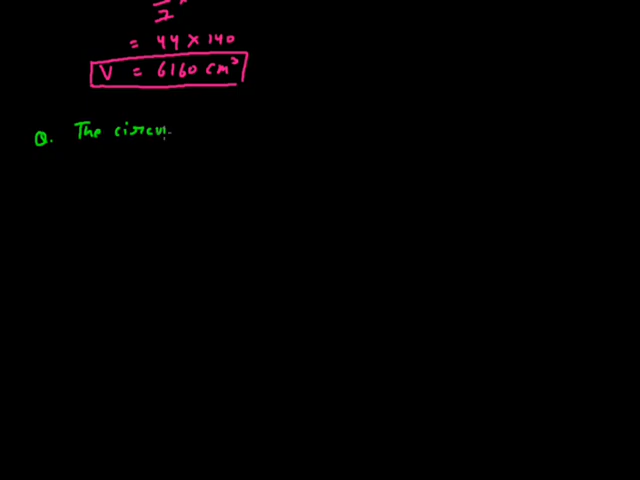 = 44 × 140
V = 6160 cm³
Q. The circu